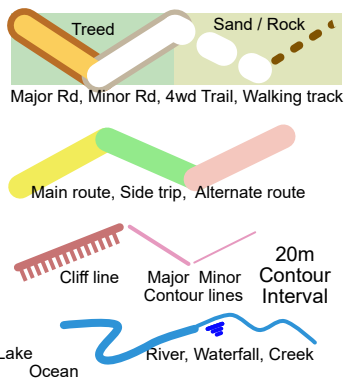 Treed
Sand / Rock
Major Rd, Minor Rd, 4wd Trail, Walking track
Main route, Side trip,  Alternate route
Cliff line
Major  Minor
Contour lines
20m
Contour
Interval
River, Waterfall, Creek
Lake
Ocean